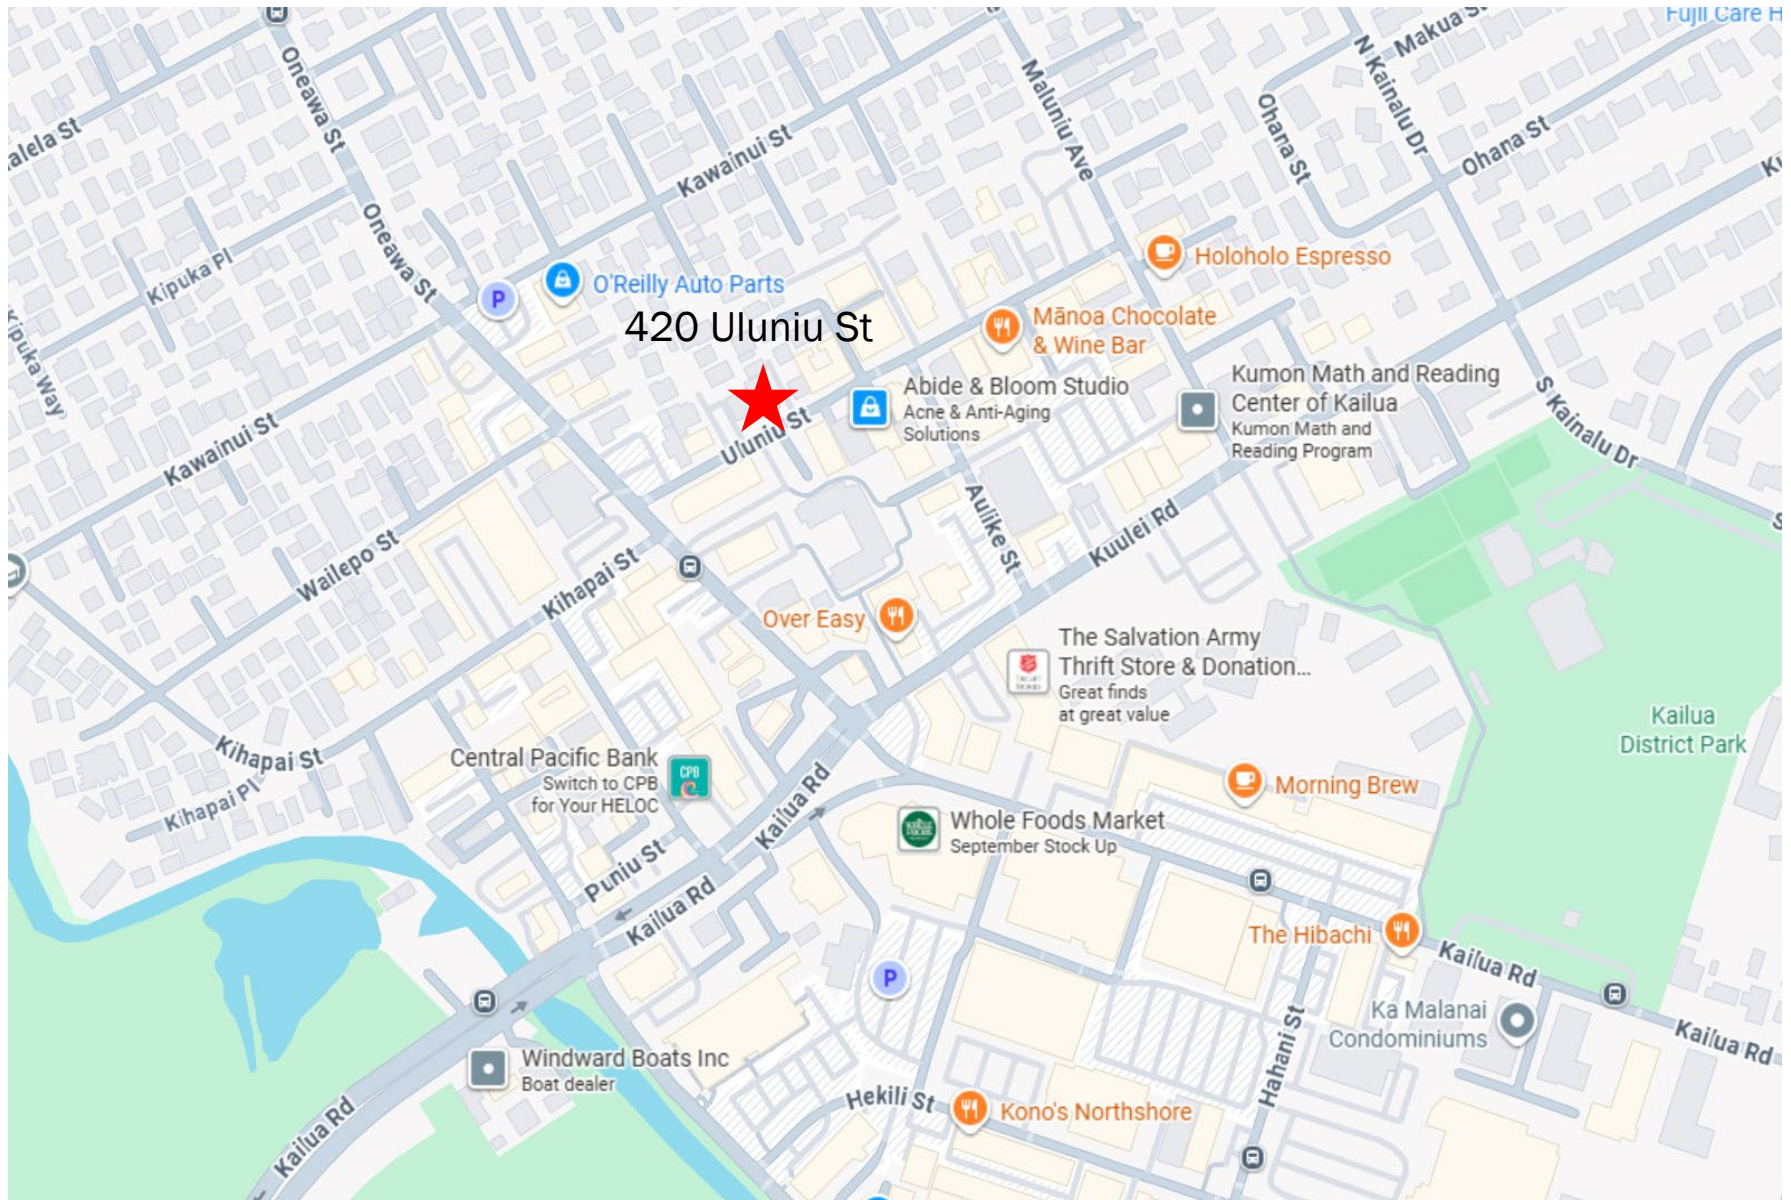 Fujii Care H
Makua St
N Kainalu Dr
Oneawa St
Maluniu Ave
Ohana St
Ohana St
alela St
Kawainui St
Oneawa St
Kipuka Pl
Holoholo Espresso
P
O'Reilly Auto Parts
420 Uluniu St
Mānoa Chocolate
& Wine Bar
Kipuka Way
Abide & Bloom Studio
Acne & Anti-Aging
Solutions
Kumon Math and Reading
Center of Kailua
Kumon Math and
Reading Program
S Kainalu Dr
Uluniu St
Kawainui St
Aulike St
Kuulei Rd
Wailepo St
Kihapai St
Over Easy
The Salvation Army
Thrift Store & Donation...
Great finds
at great value
Kailua
District Park
Kihapai St
Central Pacific Bank
Switch to CPB
for Your HELOC
CPB
Morning Brew
Kihapai Pl
Kailua Rd
Whole Foods Market
September Stock Up
Puniu St
Kailua Rd
The Hibachi
Kailua Rd
P
Ka Malanai
Condominiums
Kailua Rd
Windward Boats Inc
Boat dealer
Hahani St
Hekili St
Kono's Northshore
Kailua Rd